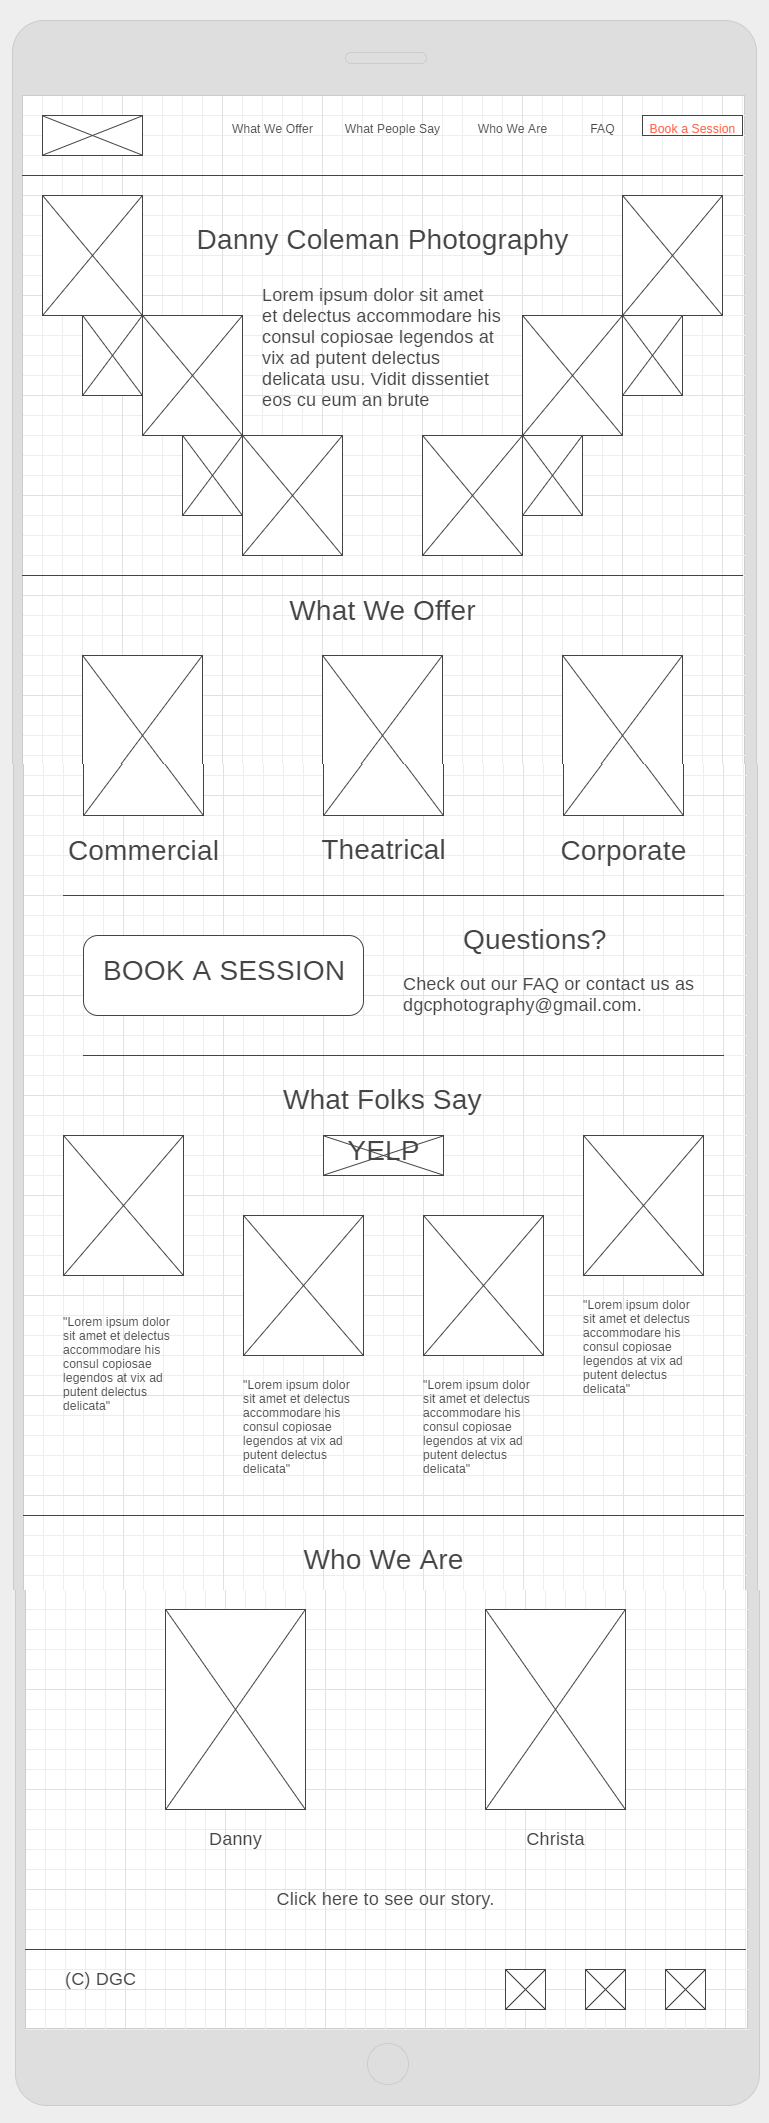 What We Offer
What People Say
Who We Are
FAQ
Book a Session
Danny Coleman Photography
Lorem ipsum dolor sit amet
et delectus accommodare his
consul copiosae legendos at
vix ad putent delectus
delicata usu. Vidit dissentiet
eos cu eum an brute
What We Offer
Commercial
Theatrical
Corporate
BOOK A SESSION
Questions?
Check out our FAQ or contact us as
dgcphotography@gmail.com.
What Folks Say
YELP
"Lorem ipsum dolor
sit amet et delectus
accommodare his
consul copiosae
legendos at vix ad
putent delectus
delicata"
"Lorem ipsum dolor
sit amet et delectus
accommodare his
consul copiosae
legendos at vix ad
putent delectus
delicata"
"Lorem ipsum dolor
sit amet et delectus
accommodare his
consul copiosae
legendos at vix ad
putent delectus
delicata"
"Lorem ipsum dolor
sit amet et delectus
accommodare his
consul copiosae
legendos at vix ad
putent delectus
delicata"
Who We Are
Danny
Christa
Click here to see our story.
(C) DGC